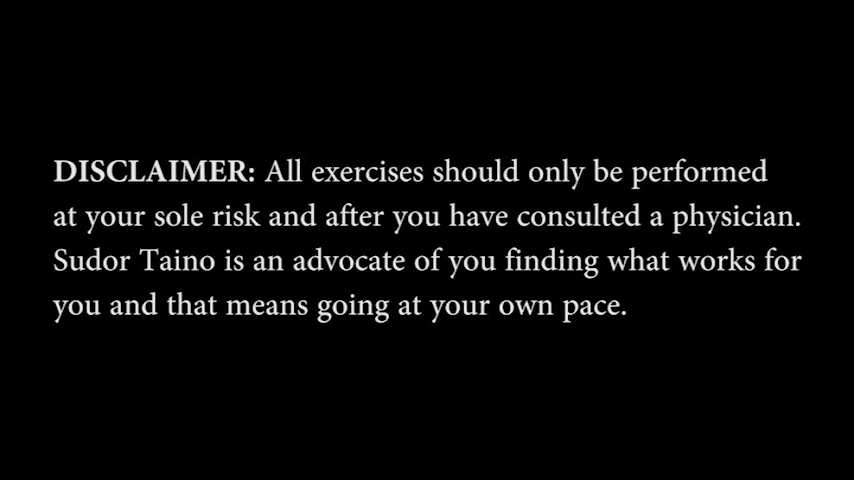 DISCLAIMER: All exercises should only be performed
at your sole risk and after you have consulted a physician.
Sudor Taino is an advocate of you finding what works for
you and that means going at your own pace.